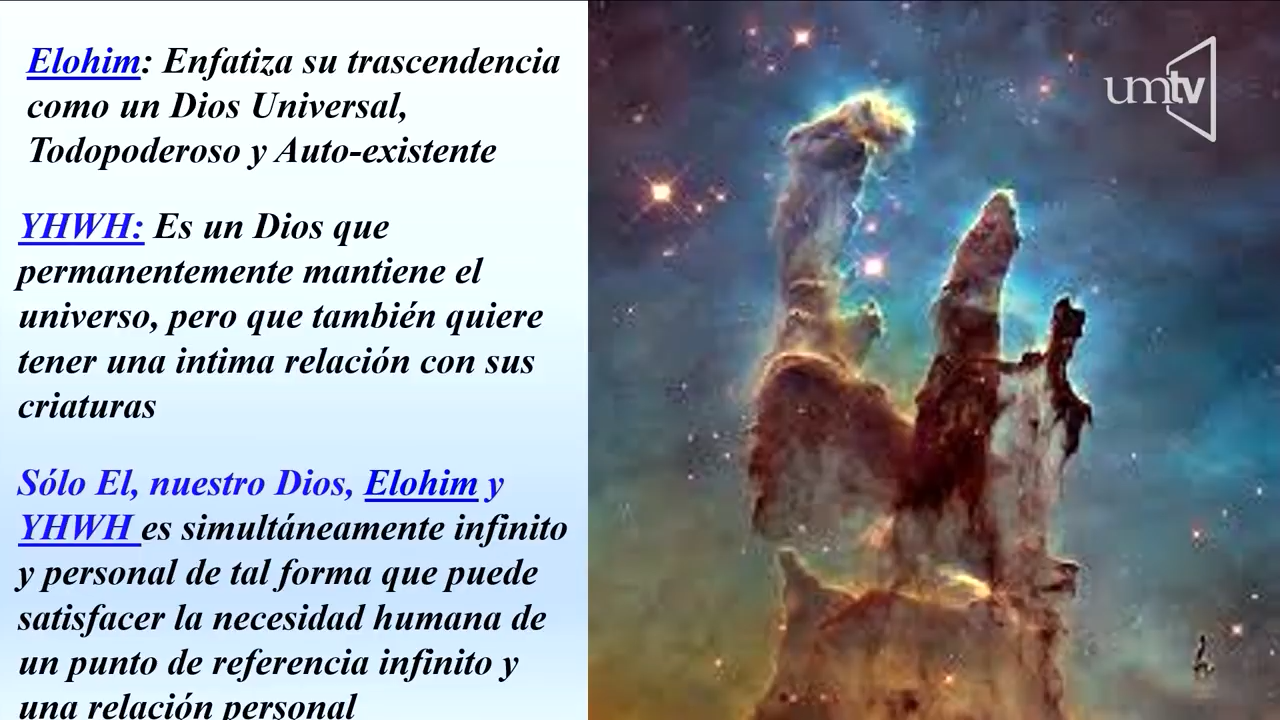 Elohim: Enfatiza su trascendencia
como un Dios Universal,
Todopoderoso y Auto-existente
YHWH: Es un Dios que
permanentemente mantiene el
universo, pero que también quiere
tener una intima relación con sus
criaturas
Sólo El, nuestro Dios, Elohim y
YHWH es simultáneamente infinito
y personal de tal forma que puede
satisfacer la necesidad humana de
un punto de referencia infinito y
una relación personal
umtv